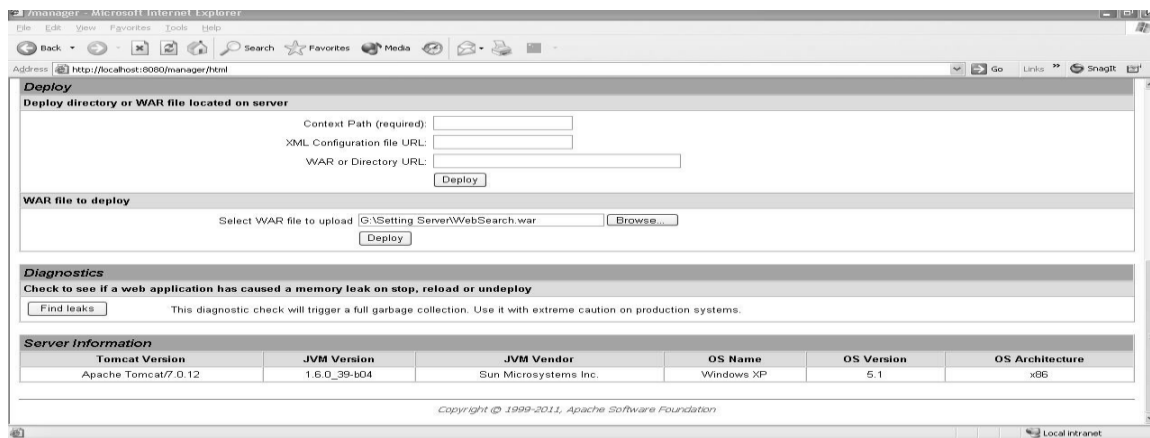 /manager - Microsoft Internet Explorer
File Edit View Favorites Tools Help
Back Search Favorites Media
Address http://localhost:8080/manager/html Go Links » SnagIt
Deploy
Deploy directory or WAR file located on server
Context Path (required):
XML Configuration file URL:
WAR or Directory URL:
Deploy
WAR file to deploy
Select WAR file to upload G:\Setting Server\WebSearch.war Browse...
Deploy
Diagnostics
Check to see if a web application has caused a memory leak on stop, reload or undeploy
Find leaks This diagnostic check will trigger a full garbage collection. Use it with extreme caution on production systems.
Server Information
Tomcat Version JVM Version JVM Vendor OS Name OS Version OS Architecture
Apache Tomcat/7.0.12 1.6.0_39-b04 Sun Microsystems Inc. Windows XP 5.1 x86
Copyright © 1999-2011, Apache Software Foundation
Local intranet